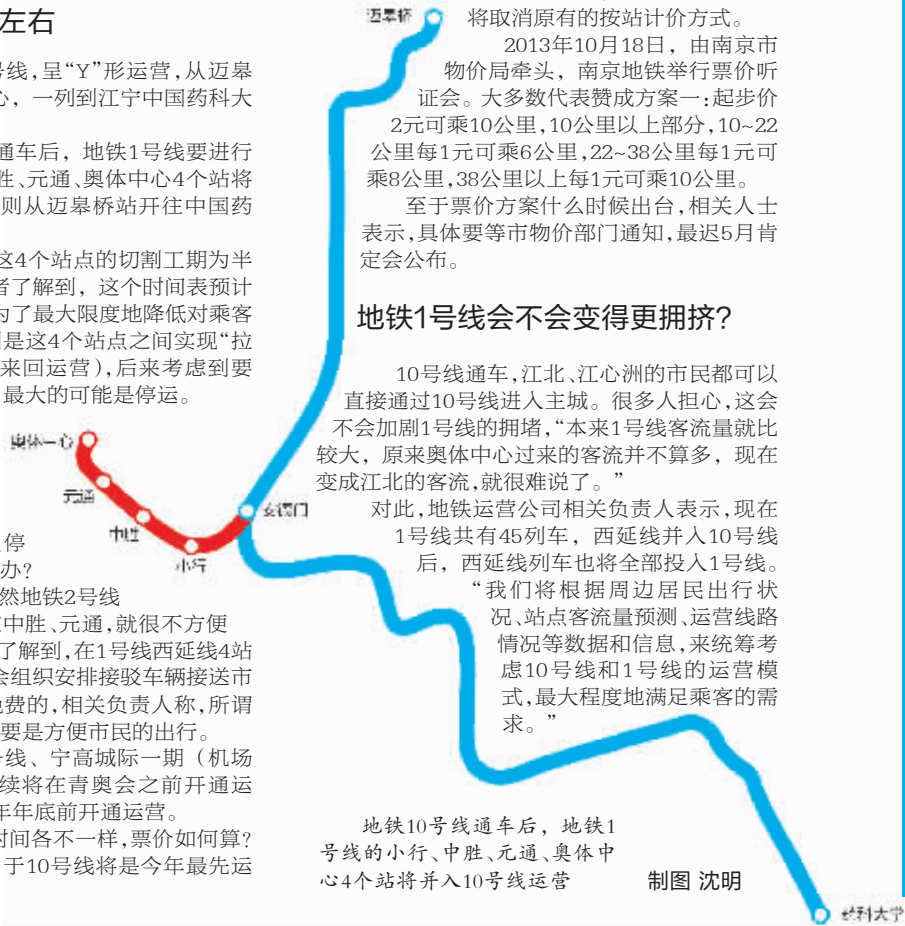 左右
号线，呈“Y”形运营，从迈皋
心，一列到江宁中国药科大
通车后，地铁1号线要进行
胜、元通、奥体中心4个站将
则从迈皋桥站开往中国药
这4个站点的切割工期为半
者了解到，这个时间表预计
为了最大限度地降低对乘客
是这4个站点之间实现“拉
来回运营），后来考虑到要
最大的可能是停运。
停
办？
然地铁2号线
中胜、元通，就很不方便
了解到，在1号线西延线4站
会组织安排接驳车辆接送市
免费的，相关负责人称，所谓
要是方便市民的出行。
号线、宁高城际一期（机场
续将在青奥会之前开通运
年年底前开通运营。
时间各不一样，票价如何算？
于10号线将是今年最先运
将取消原有的按站计价方式。
2013年10月18日，由南京市
物价局牵头，南京地铁举行票价听
证会。大多数代表赞成方案一：起步价
2元可乘10公里，10公里以上部分，10~22
公里每1元可乘6公里，22~38公里每1元可
乘8公里，38公里以上每1元可乘10公里。
至于票价方案什么时候出台，相关人士
表示，具体要等市物价部门通知，最迟5月肯
定会公布。
地铁1号线会不会变得更拥挤？
10号线通车，江北、江心洲的市民都可以
直接通过10号线进入主城。很多人担心，这会
不会加剧1号线的拥堵，“本来1号线客流量就比
较大，原来奥体中心过来的客流并不算多，现在
变成江北的客流，就很难说了。”
对此，地铁运营公司相关负责人表示，现在
1号线共有45列车，西延线并入10号线
后，西延线列车也将全部投入1号线。
“我们将根据周边居民出行状
况、站点客流量预测、运营线路
情况等数据和信息，来统筹考
虑10号线和1号线的运营模
式，最大程度地满足乘客的需
求。”
迈皋桥
奥体中心
元通
中胜
小行
安德门
药科大学
地铁10号线通车后，地铁1
号线的小行、中胜、元通、奥体中
心4个站将并入10号线运营
制图 沈明